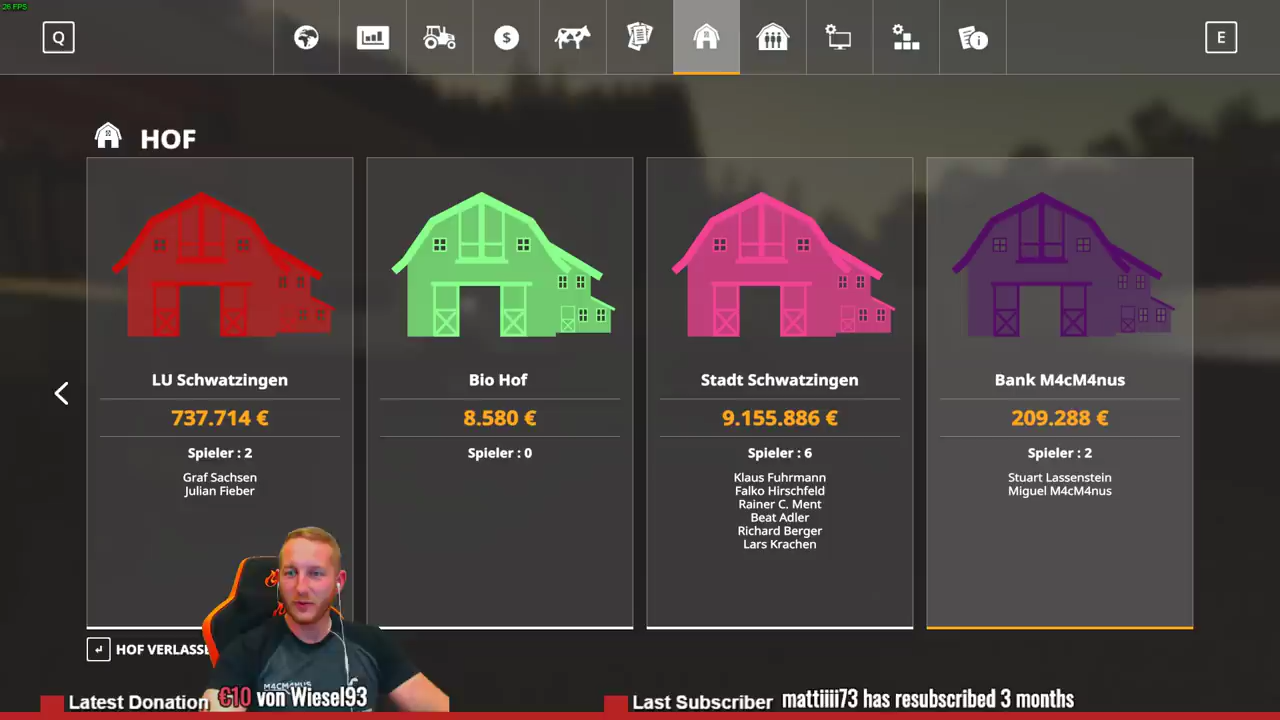 26 FPS
Q
$
E
HOF
LU Schwatzingen
737.714 €
Spieler : 2
Graf Sachsen
Julian Fieber
Bio Hof
8.580 €
Spieler : 0
Stadt Schwatzingen
9.155.886 €
Spieler : 6
Klaus Fuhrmann
Falko Hirschfeld
Rainer C. Ment
Beat Adler
Richard Berger
Lars Krachen
Bank M4cM4nus
209.288 €
Spieler : 2
Stuart Lassenstein
Miguel M4cM4nus
HOF VERLASSE
M4CM4NUS
Latest Donation €10 von Wiesel93
Last Subscriber mattiiii73 has resubscribed 3 months